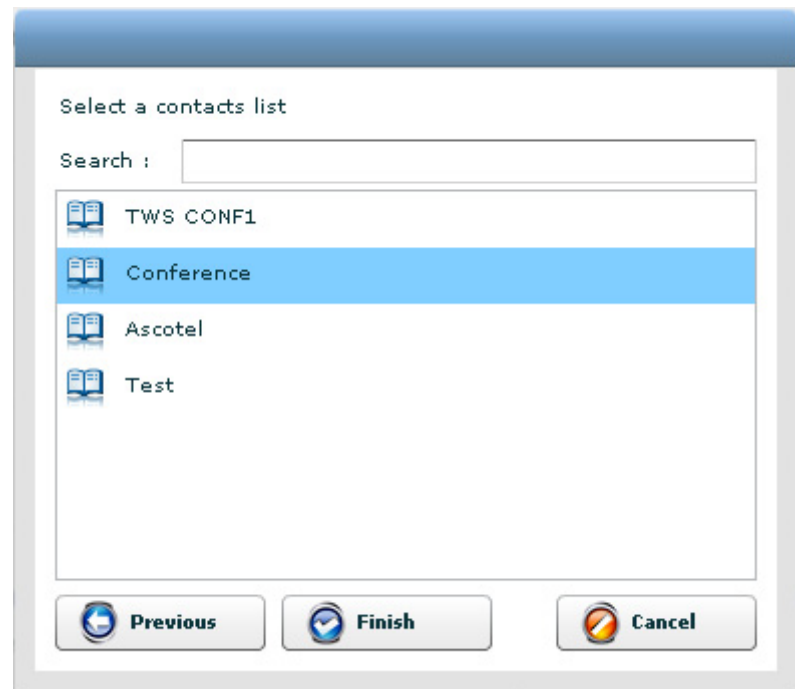 Select a contacts list
Search :
TWS CONF1
Conference
Ascotel
Test
Previous Finish Cancel